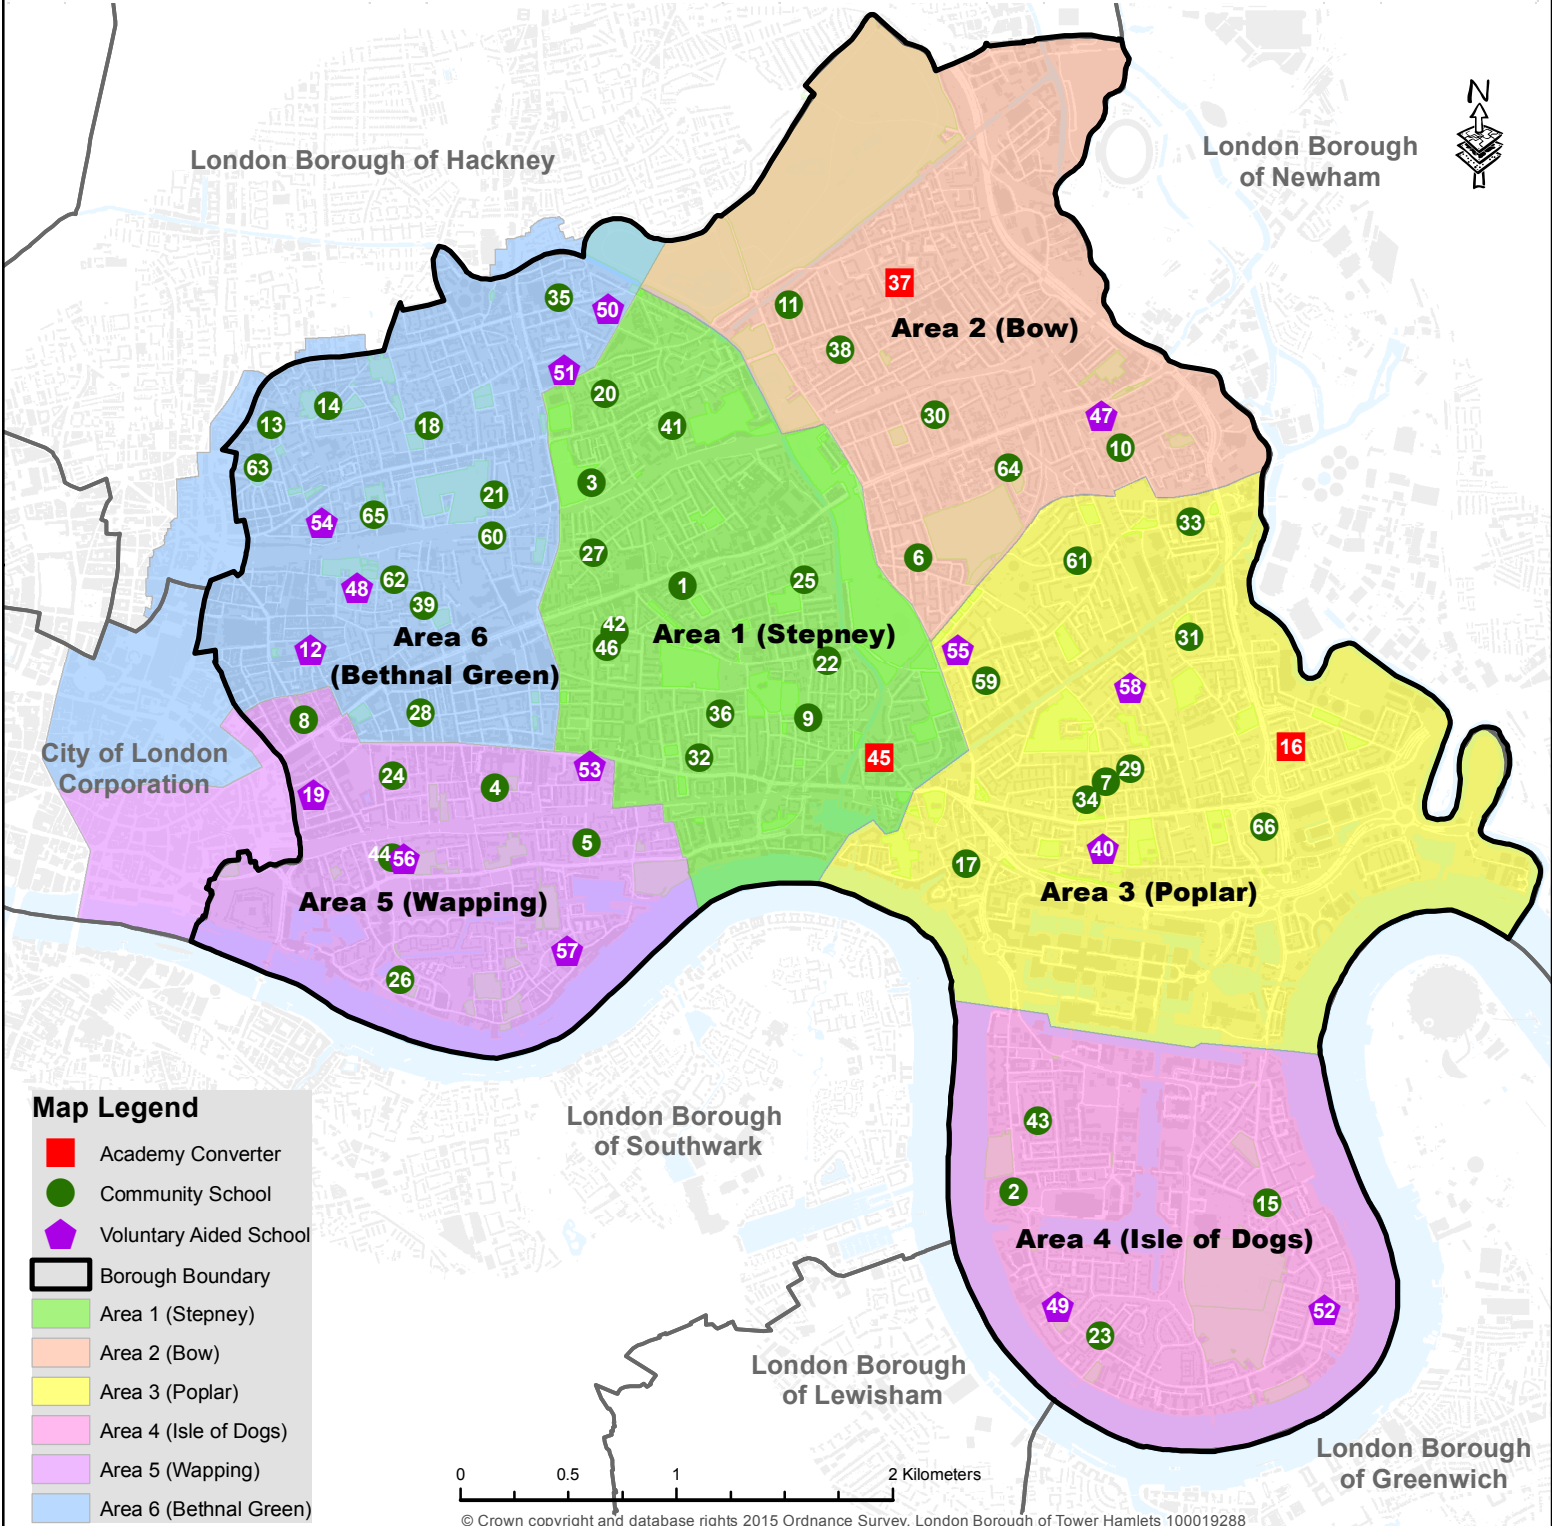 N
London Borough of Hackney
London Borough
of Newham
37
35
50
11
Area 2 (Bow)
38
51
20
14
13
18
41
30
47
10
63
64
3
21
54
65
33
60
27
6
61
48
62
1
25
39
42
Area 6
Area 1 (Stepney)
31
46
12
55
22
(Bethnal Green)
59
58
8
28
36
9
City of London
Corporation
32
45
16
53
29
24
7
4
19
34
66
5
44
56
40
17
Area 5 (Wapping)
Area 3 (Poplar)
57
26
Map Legend
Academy Converter
Community School
Voluntary Aided School
Borough Boundary
Area 1 (Stepney)
Area 2 (Bow)
Area 3 (Poplar)
Area 4 (Isle of Dogs)
Area 5 (Wapping)
Area 6 (Bethnal Green)
London Borough
of Southwark
43
2
15
Area 4 (Isle of Dogs)
49
52
23
London Borough
of Lewisham
London Borough
of Greenwich
0 0.5 1 2 Kilometers
© Crown copyright and database rights 2015 Ordnance Survey, London Borough of Tower Hamlets 100019288